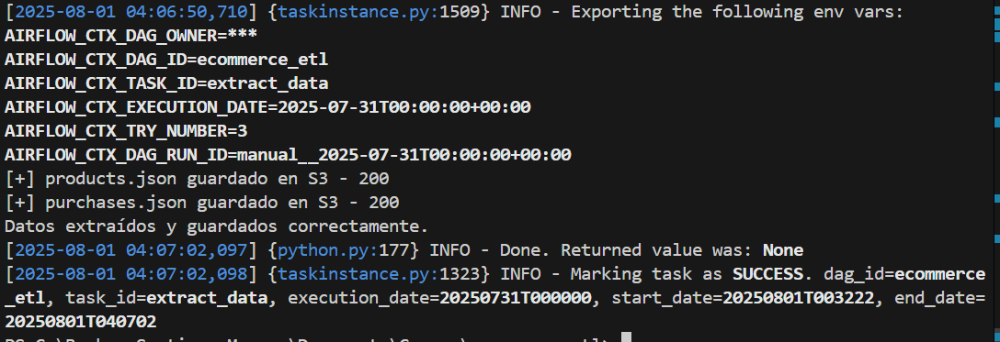 [2025-08-01 04:06:50,710] {taskinstance.py:1509} INFO - Exporting the following env vars:
AIRFLOW_CTX_DAG_OWNER=***
AIRFLOW_CTX_DAG_ID=ecommerce_etl
AIRFLOW_CTX_TASK_ID=extract_data
AIRFLOW_CTX_EXECUTION_DATE=2025-07-31T00:00:00+00:00
AIRFLOW_CTX_TRY_NUMBER=3
AIRFLOW_CTX_DAG_RUN_ID=manual__2025-07-31T00:00:00+00:00
[+] products.json guardado en S3 - 200
[+] purchases.json guardado en S3 - 200
Datos extraídos y guardados correctamente.
[2025-08-01 04:07:02,097] {python.py:177} INFO - Done. Returned value was: None
[2025-08-01 04:07:02,098] {taskinstance.py:1323} INFO - Marking task as SUCCESS. dag_id=ecommerce
_etl, task_id=extract_data, execution_date=20250731T000000, start_date=20250801T003222, end_date=
20250801T040702